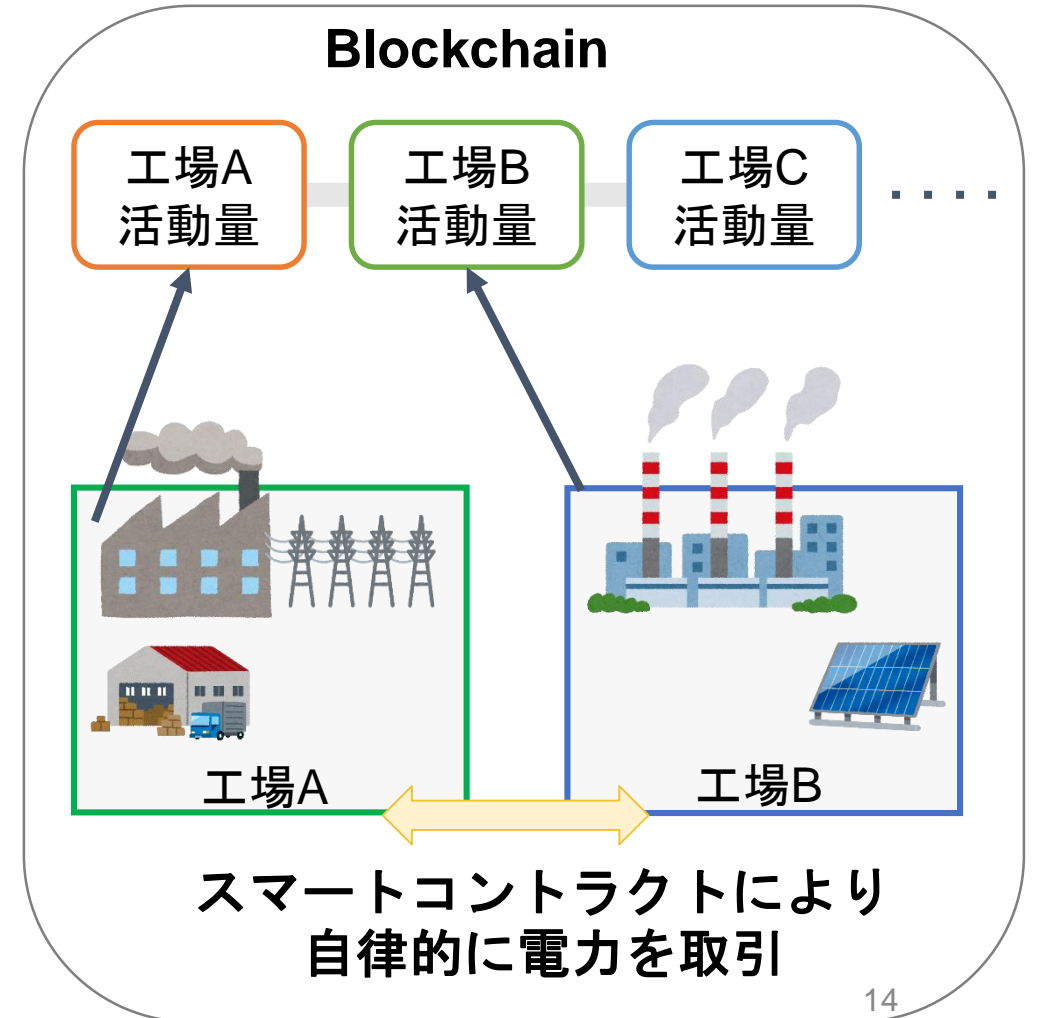 Blockchain
工場A
活動量
工場B
活動量
工場C
活動量
....
工場A
工場B
スマートコントラクトにより
自律的に電力を取引
14